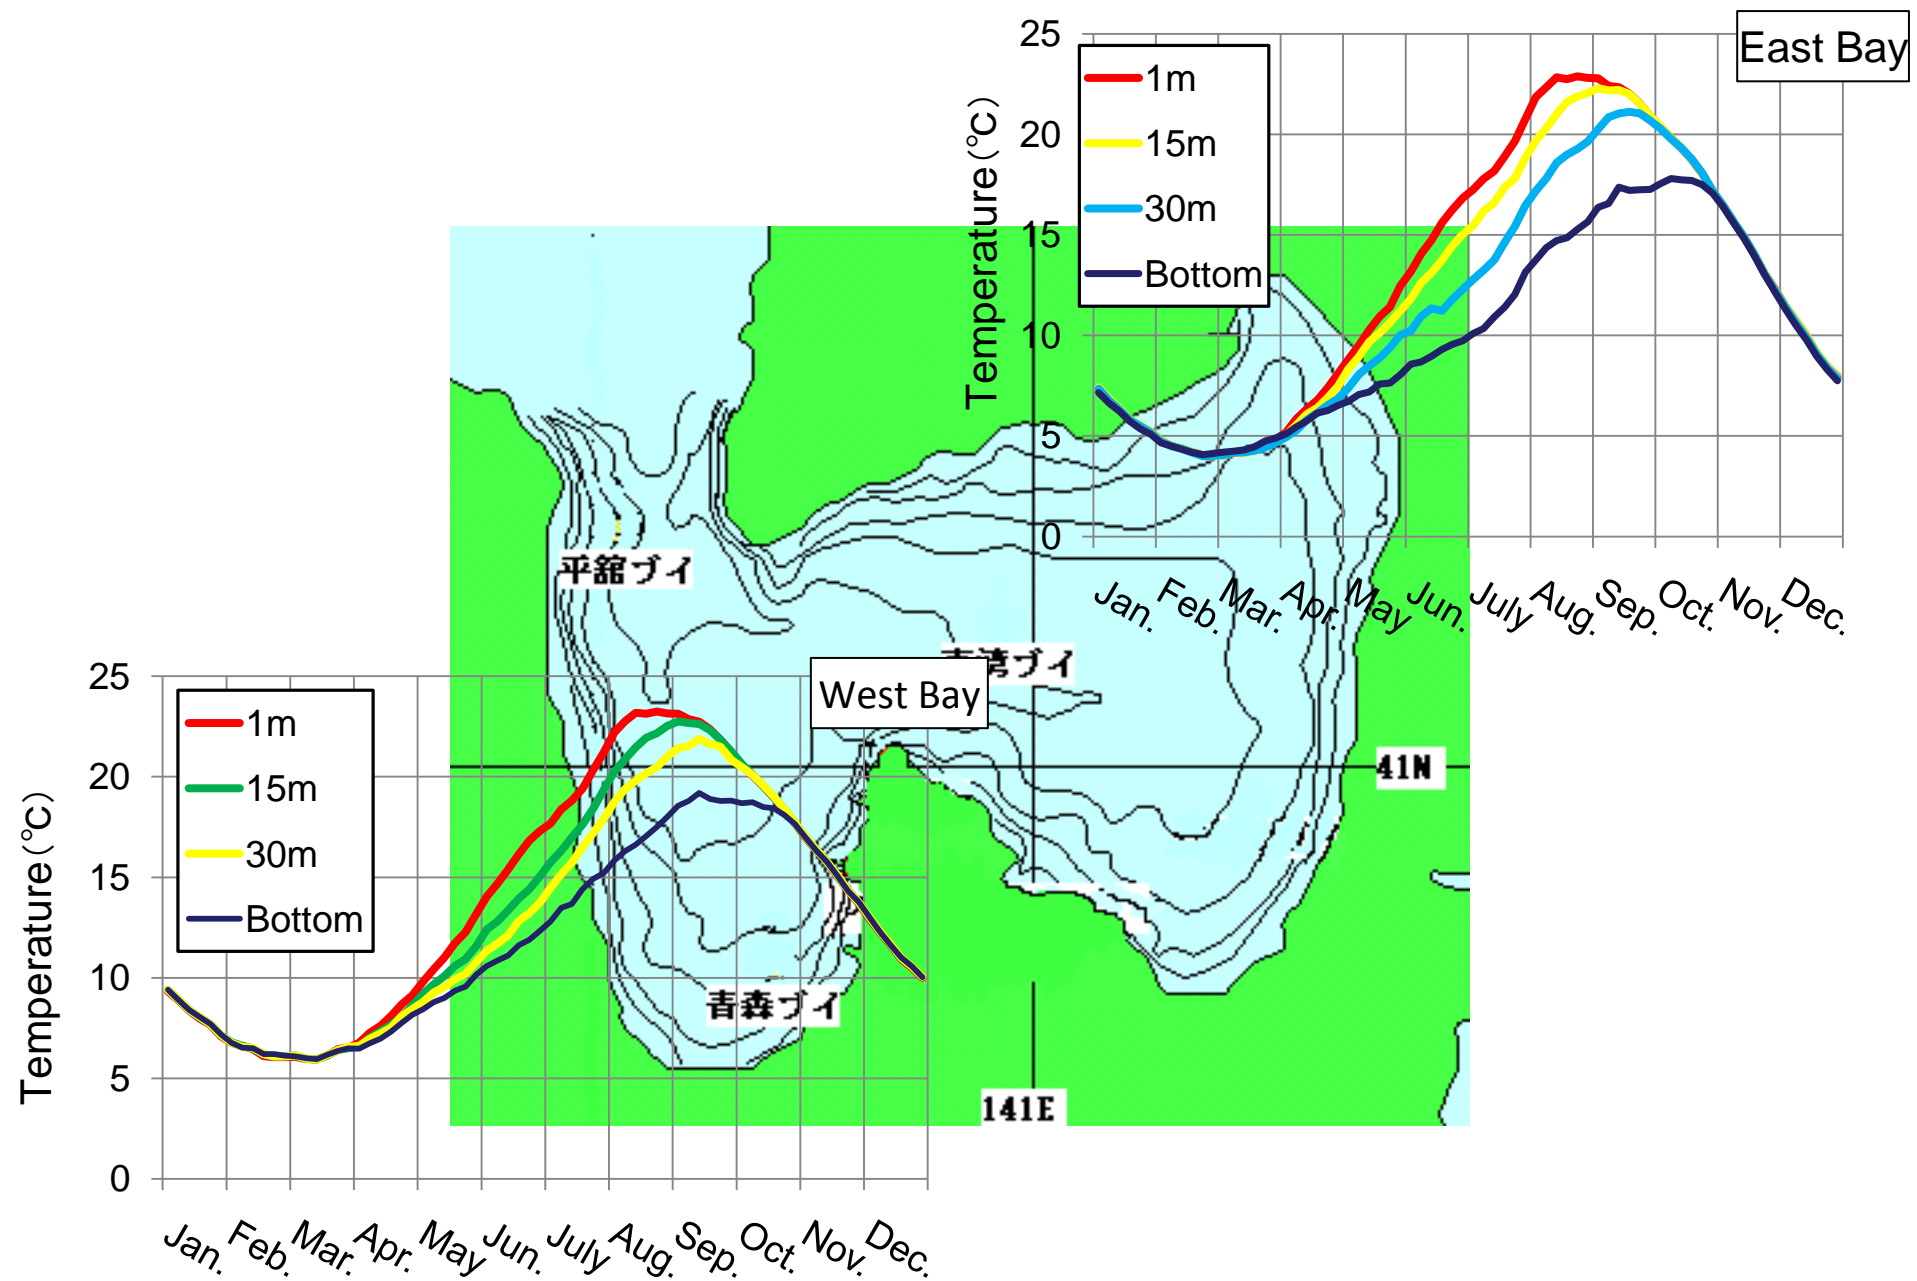 East Bay
Temperature(℃)
25
20
15
10
5
0
1m
15m
30m
Bottom
Jan.
Feb.
Mar.
Apr.
May
Jun.
July
Aug.
Sep.
Oct.
Nov.
Dec.
平舘ブイ
湾ブイ
41N
青森ブイ
141E
West Bay
Temperature(℃)
25
20
15
10
5
0
1m
15m
30m
Bottom
Jan.
Feb.
Mar.
Apr.
May
Jun.
July
Aug.
Sep.
Oct.
Nov.
Dec.